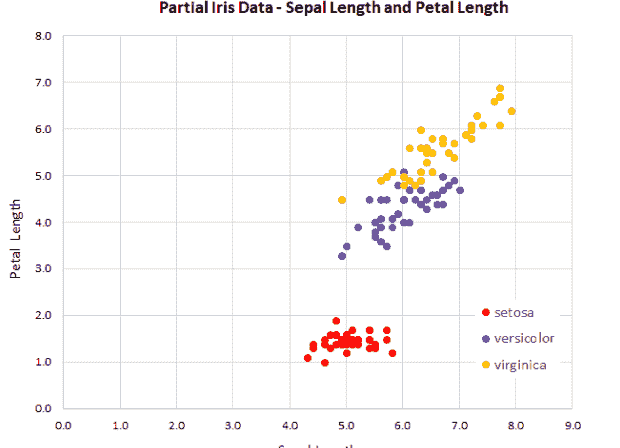 Partial Iris Data - Sepal Length and Petal Length
8.0
7.0
6.0
5.0
4.0
3.0
2.0
1.0
0.0
Petal Length
setosa
versicolor
virginica
0.0 1.0 2.0 3.0 4.0 5.0 6.0 7.0 8.0 9.0